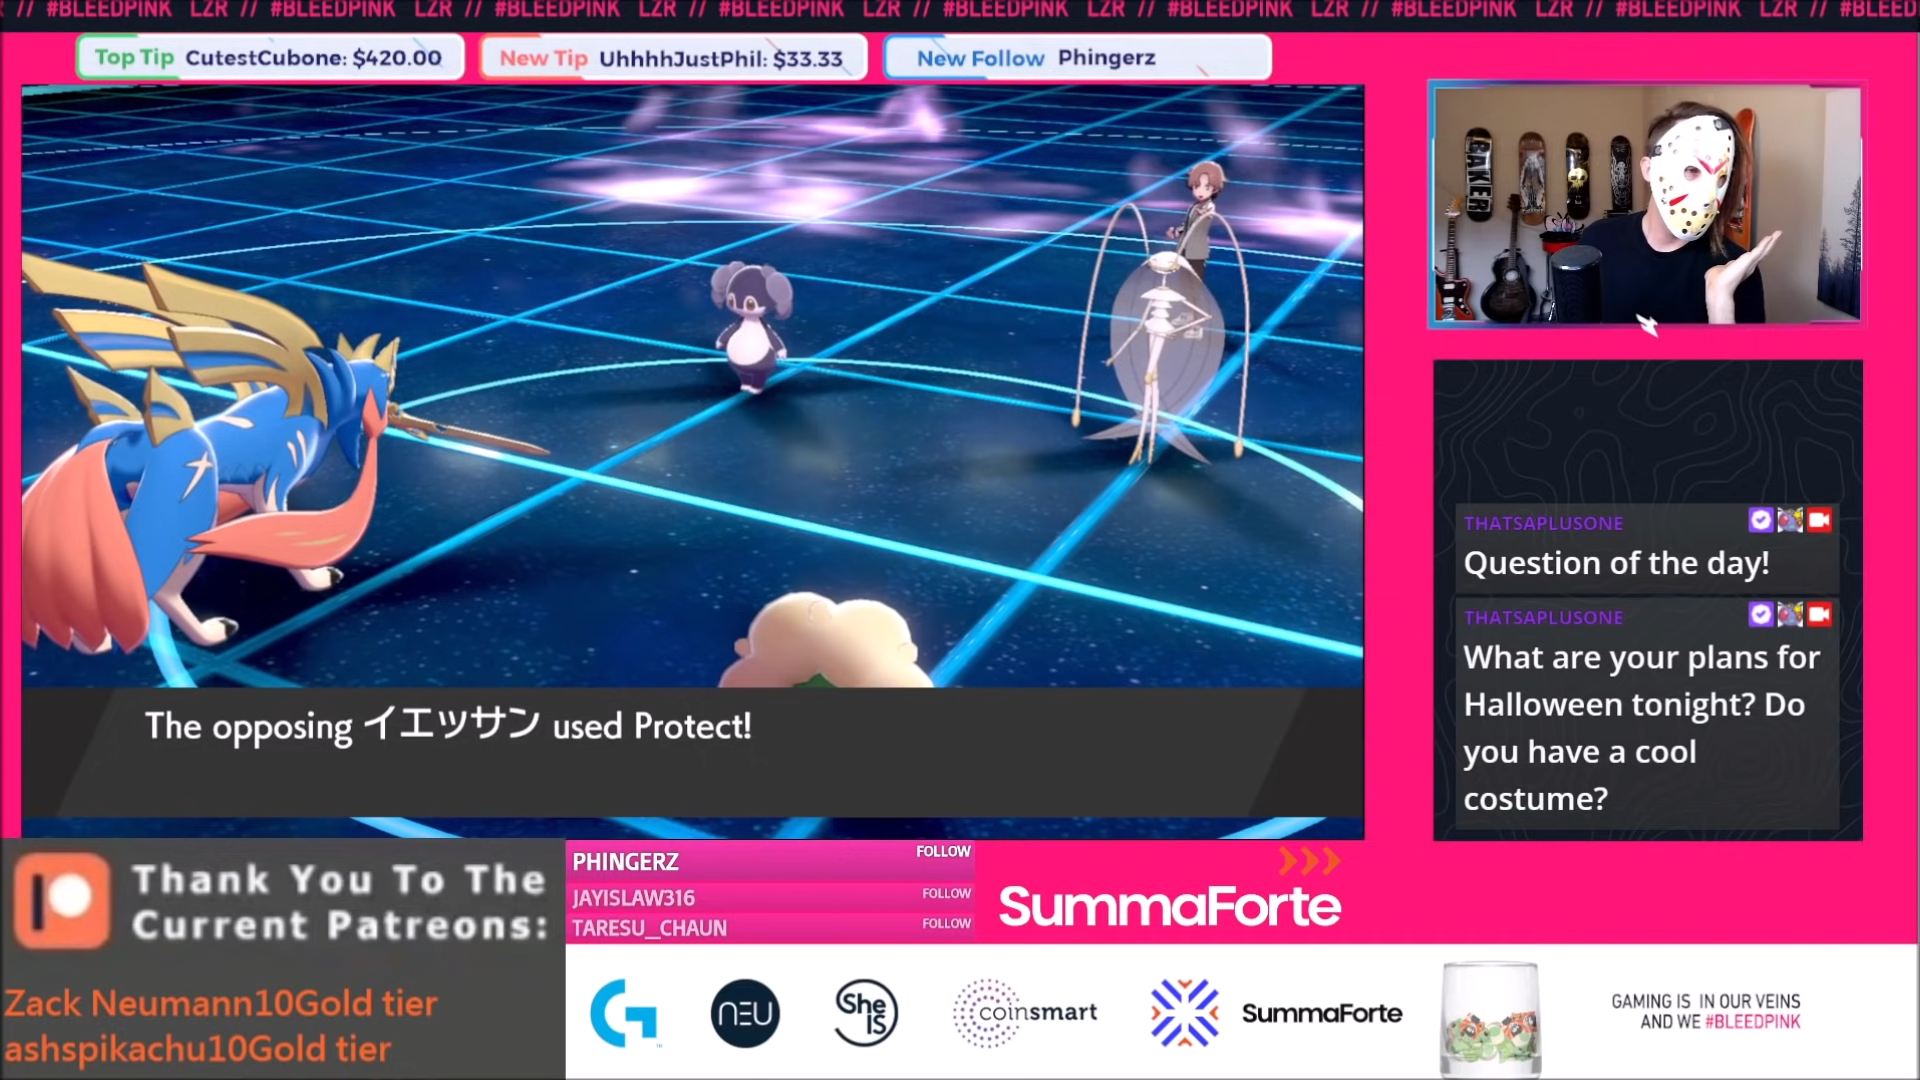 // #BLEEDPINK LZR // #BLEEDPINK LZR // #BLEEDPINK LZR // #BLEEDPINK LZR // #BLEEDPINK LZR // #BLEEDPINK LZR // #BLEEDPINK LZR // #BLEEDPINK LZR // #BLEED
Top Tip CutestCubone: $420.00
New Tip UhhhhJustPhil: $33.33
New Follow Phingerz
BAKER
THATSAPLUSONE
Question of the day!
THATSAPLUSONE
What are your plans for
Halloween tonight? Do
you have a cool
costume?
The opposing イエッサン used Protect!
Thank You To The
Current Patreons:
Zack Neumann10Gold tier
ashspikachu10Gold tier
PHINGERZ FOLLOW
JAYISLAW316 FOLLOW
TARESU_CHAUN FOLLOW
SummaForte
G
NEU
She
IS
coinsmart
SummaForte
GAMING IS IN OUR VEINS
AND WE #BLEEDPINK